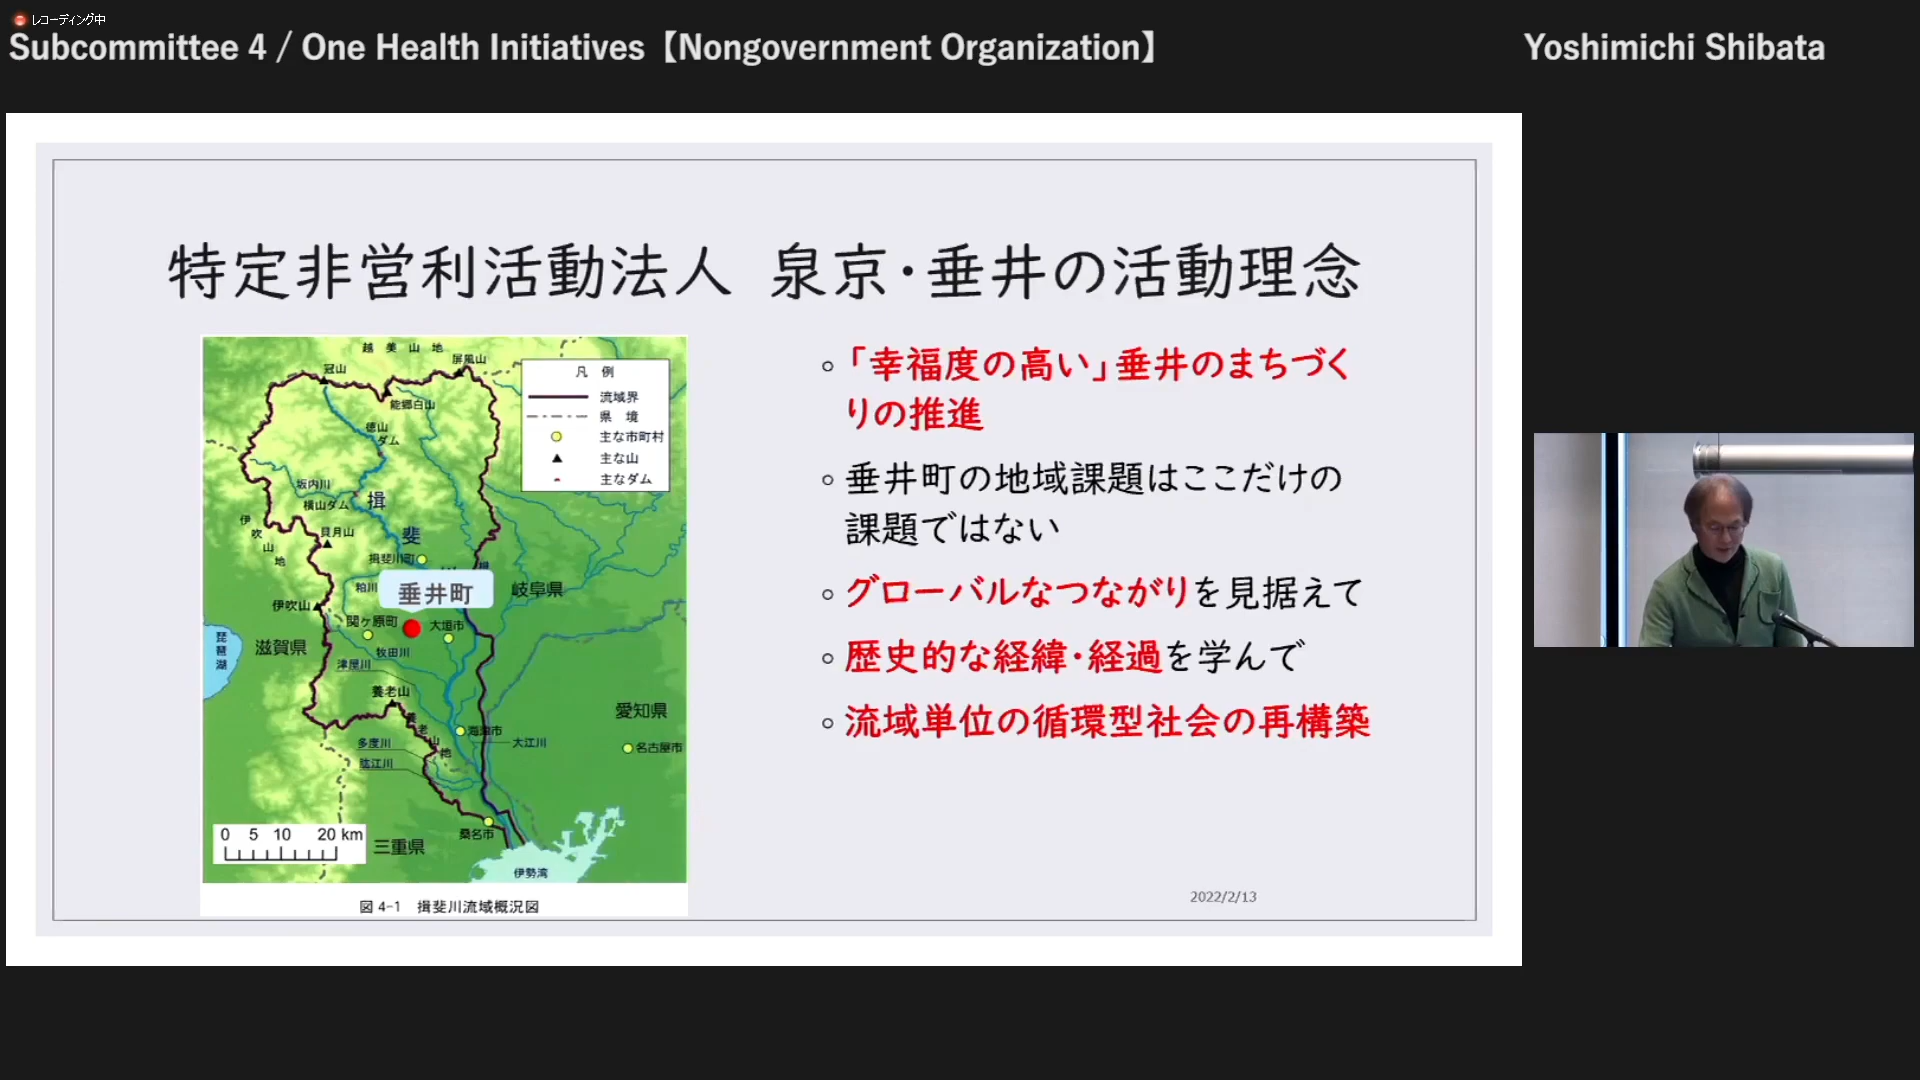 レコーディング中
Subcommittee 4 / One Health Initiatives【Nongovernment Organization】
Yoshimichi Shibata
特定非営利活動法人 泉京・垂井の活動理念
「幸福度の高い」垂井のまちづく
りの推進
垂井町の地域課題はここだけの
課題ではない
グローバルなつながりを見据えて
歴史的な経緯・経過を学んで
流域単位の循環型社会の再構築
2022/2/13
越美山地
冠山
屏風山
能郷白山
徳山
ダム
凡 例
流域界
県 境
主な市町村
主な山
主なダム
坂内川
横山ダム
揖
斐
伊吹山地
貝月山
揖斐川町
粕川
垂井町
岐阜県
伊吹山
関ヶ原町
大垣市
琵琶湖
滋賀県
牧田川
津屋川
養老山
養老山地
愛知県
海津市
多度川
大江川
名古屋市
肱江川
0 5 10 20 km
三重県
桑名市
伊勢湾
図 4-1 揖斐川流域概況図